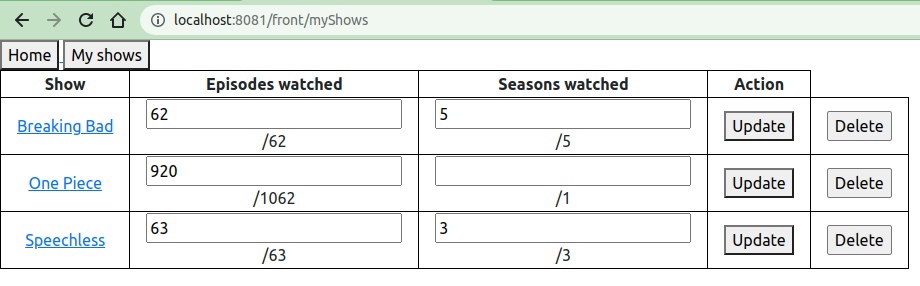 localhost:8081/front/myShows
Home My shows
Show Episodes watched Seasons watched Action
Breaking Bad 62 /62 5 /5 Update Delete
One Piece 920 /1062 /1 Update Delete
Speechless 63 /63 3 /3 Update Delete